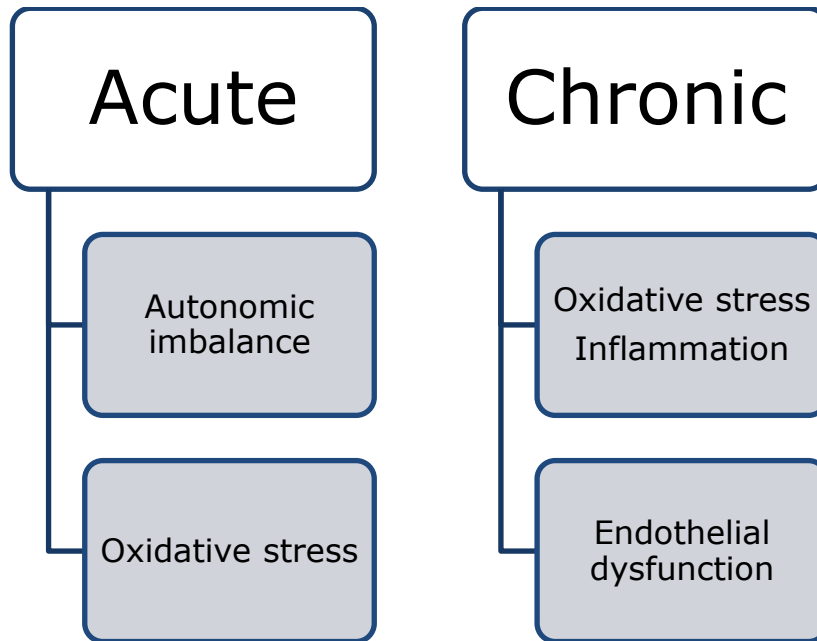 Acute
Autonomic
imbalance
Oxidative stress
Chronic
Oxidative stress
Inflammation
Endothelial
dysfunction